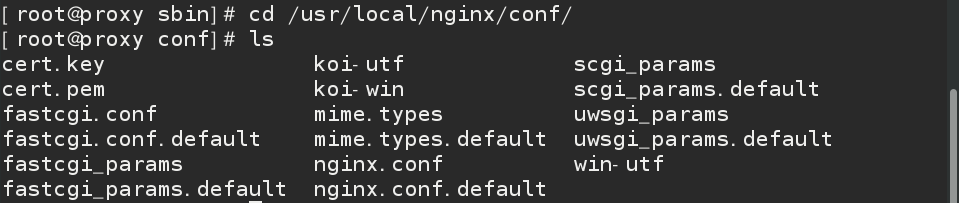 [root@proxy sbin]# cd /usr/local/nginx/conf/
[root@proxy conf]# ls
cert.key koi-utf scgi_params
cert.pem koi-win scgi_params.default
fastcgi.conf mime.types uwsgi_params
fastcgi.conf.default mime.types.default uwsgi_params.default
fastcgi_params nginx.conf win-utf
fastcgi_params.default nginx.conf.default